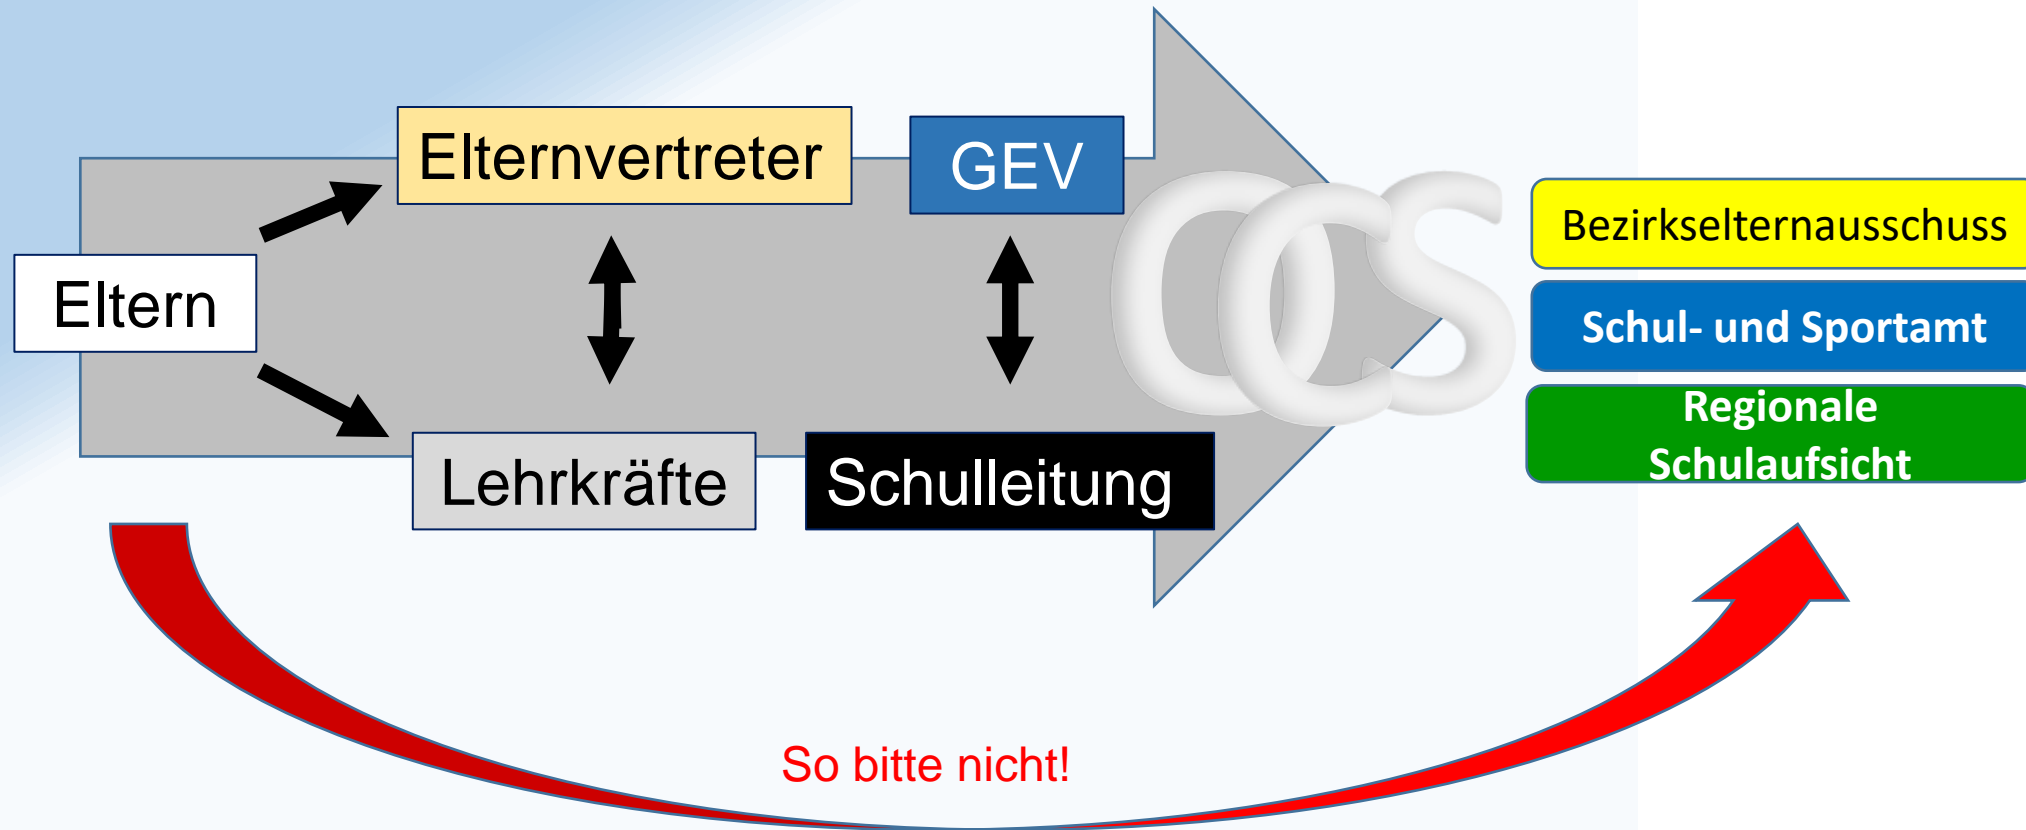 Elternvertreter
GEV
Eltern
Lehrkräfte
Schulleitung
OCS
Bezirkselternausschuss
Schul- und Sportamt
Regionale
Schulaufsicht
So bitte nicht!